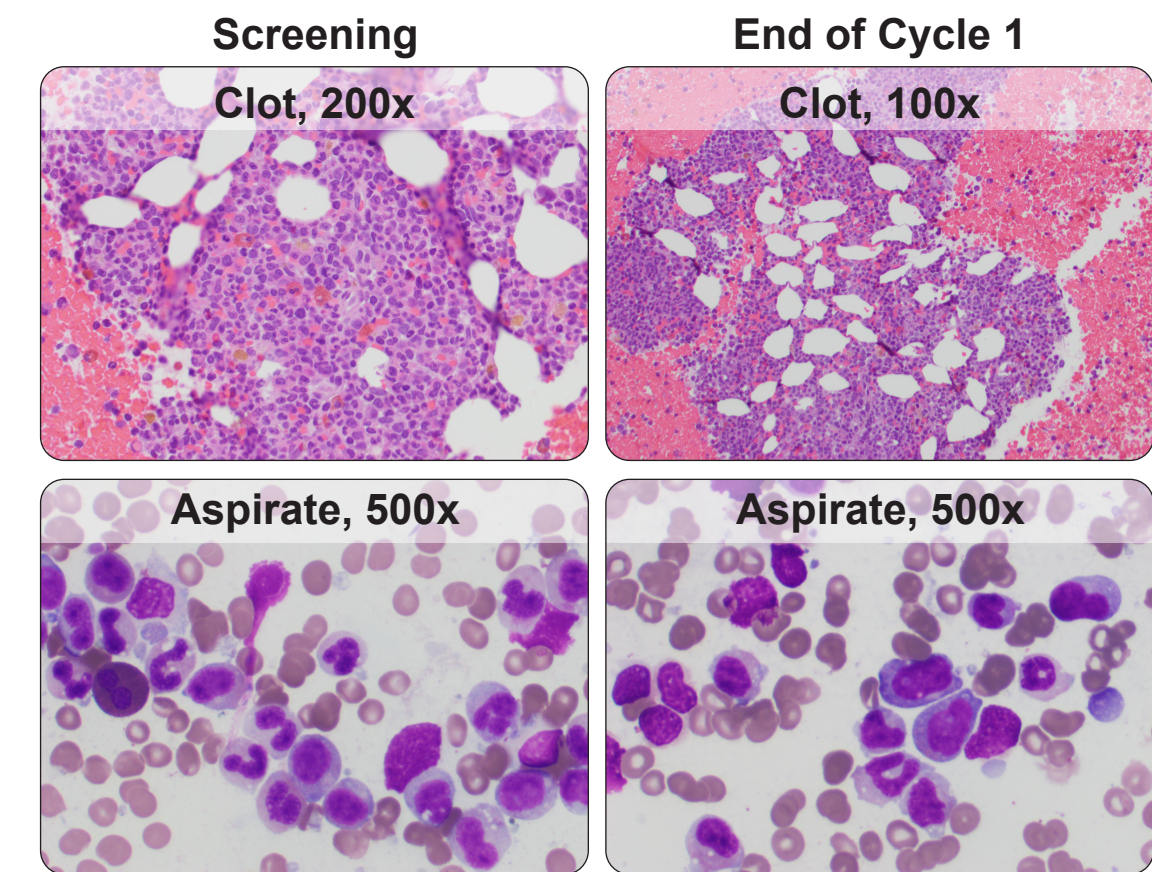 Screening
End of Cycle 1
Clot, 200x
Clot, 100x
Aspirate, 500x
Aspirate, 500x